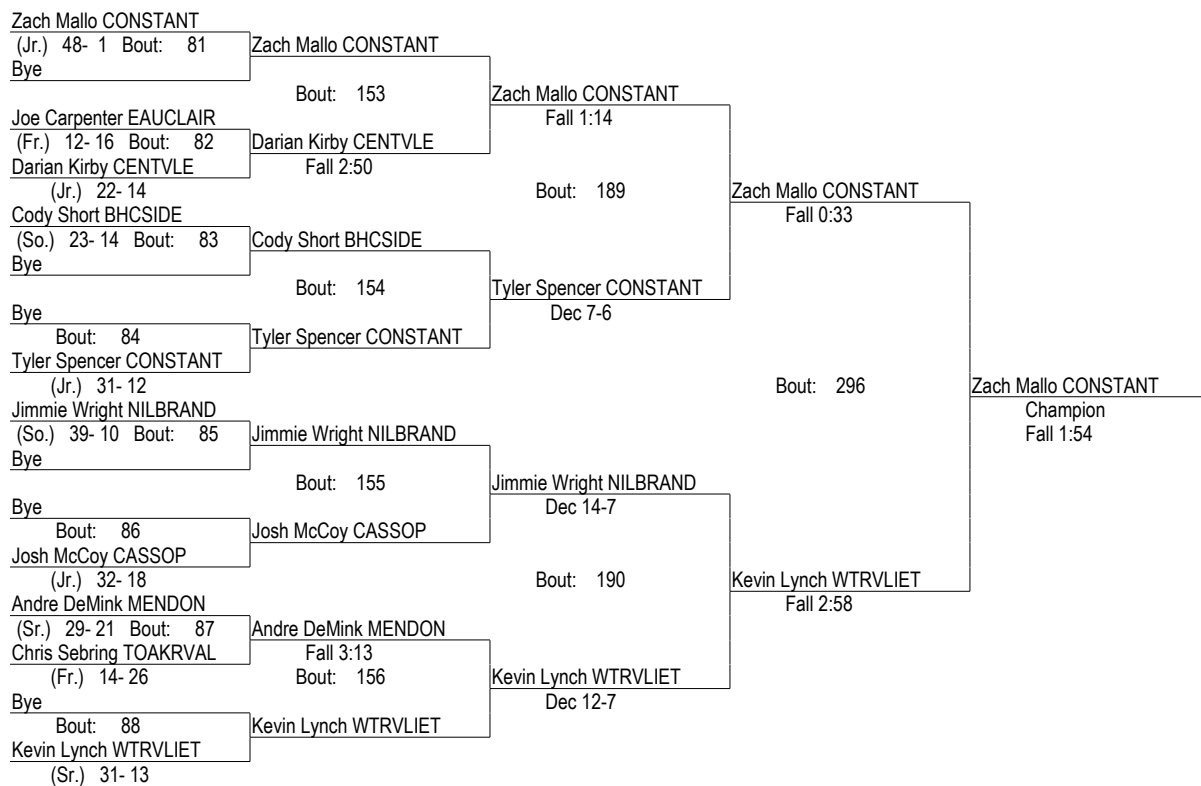 Zach Mallo CONSTANT
(Jr.) 48- 1 Bout: 81
Bye
Zach Mallo CONSTANT
Bout: 153
Joe Carpenter EAUCLAIR
(Fr.) 12- 16 Bout: 82
Darian Kirby CENTVLE
(Jr.) 22- 14
Darian Kirby CENTVLE
Fall 2:50
Zach Mallo CONSTANT
Fall 1:14
Bout: 189
Cody Short BHCSIDE
(So.) 23- 14 Bout: 83
Bye
Cody Short BHCSIDE
Bout: 154
Bye
Bout: 84
Tyler Spencer CONSTANT
(Jr.) 31- 12
Tyler Spencer CONSTANT
Tyler Spencer CONSTANT
Dec 7-6
Zach Mallo CONSTANT
Fall 0:33
Bout: 296
Zach Mallo CONSTANT
Champion
Fall 1:54
Jimmie Wright NILBRAND
(So.) 39- 10 Bout: 85
Bye
Jimmie Wright NILBRAND
Bout: 155
Bye
Bout: 86
Josh McCoy CASSOP
(Jr.) 32- 18
Josh McCoy CASSOP
Jimmie Wright NILBRAND
Dec 14-7
Bout: 190
Kevin Lynch WTRVLIET
Fall 2:58
Andre DeMink MENDON
(Sr.) 29- 21 Bout: 87
Chris Sebring TOAKRVAL
(Fr.) 14- 26
Andre DeMink MENDON
Fall 3:13
Bout: 156
Bye
Bout: 88
Kevin Lynch WTRVLIET
(Sr.) 31- 13
Kevin Lynch WTRVLIET
Kevin Lynch WTRVLIET
Dec 12-7